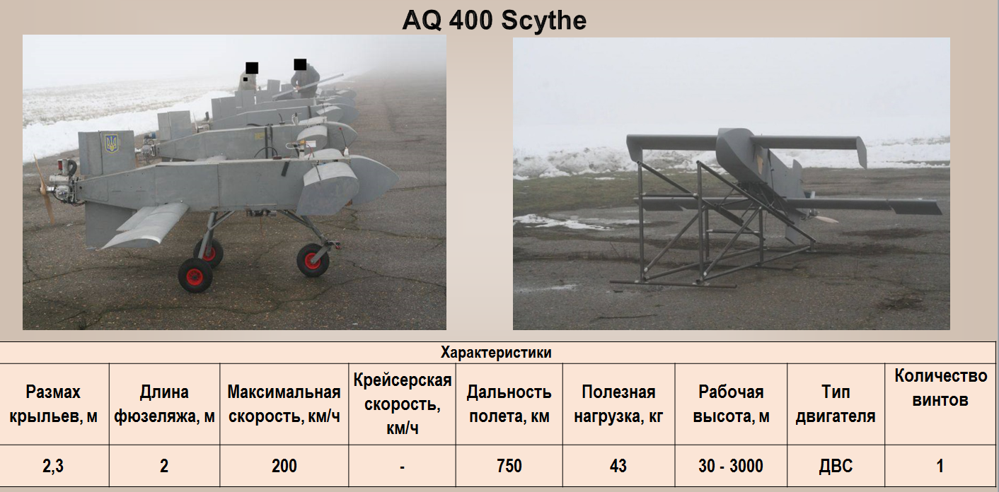 AQ 400 Scythe
Характеристики
Размах
крыльев, м
Длина
фюзеляжа, м
Максимальная
скорость, км/ч
Крейсерская
скорость,
км/ч
Дальность
полета, км
Полезная
нагрузка, кг
Рабочая
высота, м
Тип
двигателя
Количество
винтов
2,3
2
200
-
750
43
30 - 3000
ДВС
1